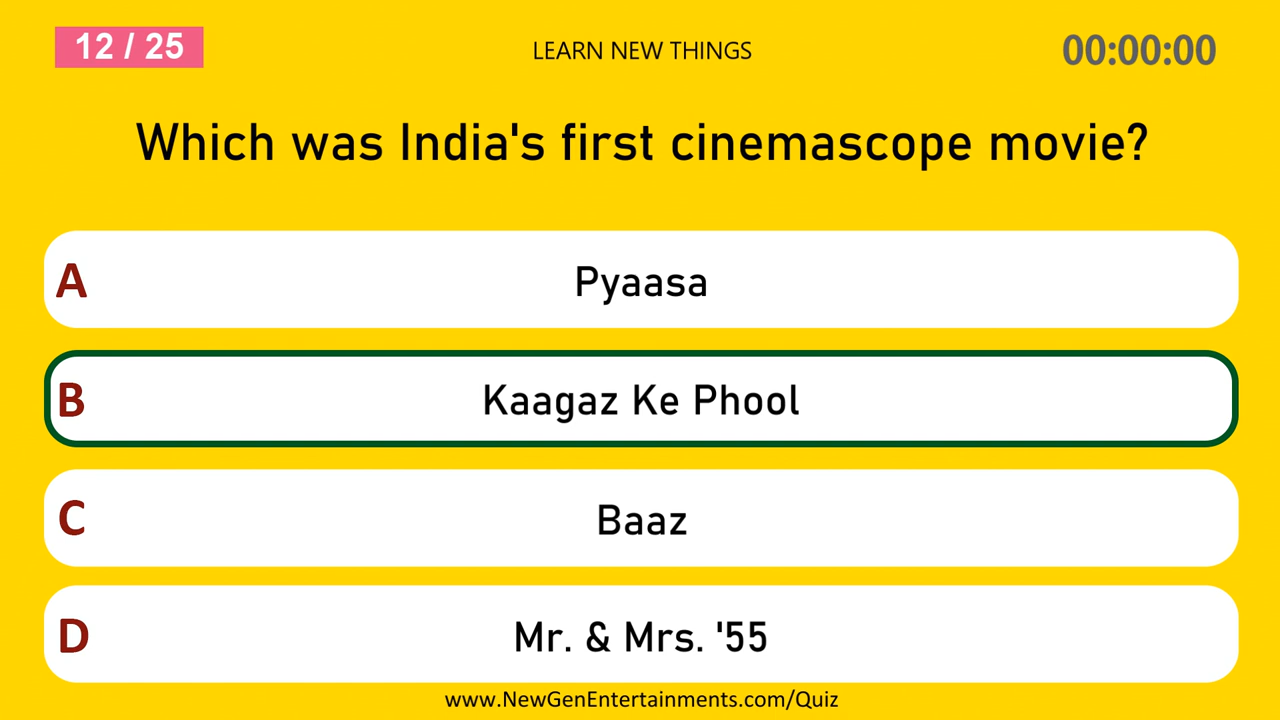 12 / 25
LEARN NEW THINGS
00:00:00
Which was India's first cinemascope movie?
A Pyaasa
B Kaagaz Ke Phool
C Baaz
D Mr. & Mrs. '55
www.NewGenEntertainments.com/Quiz